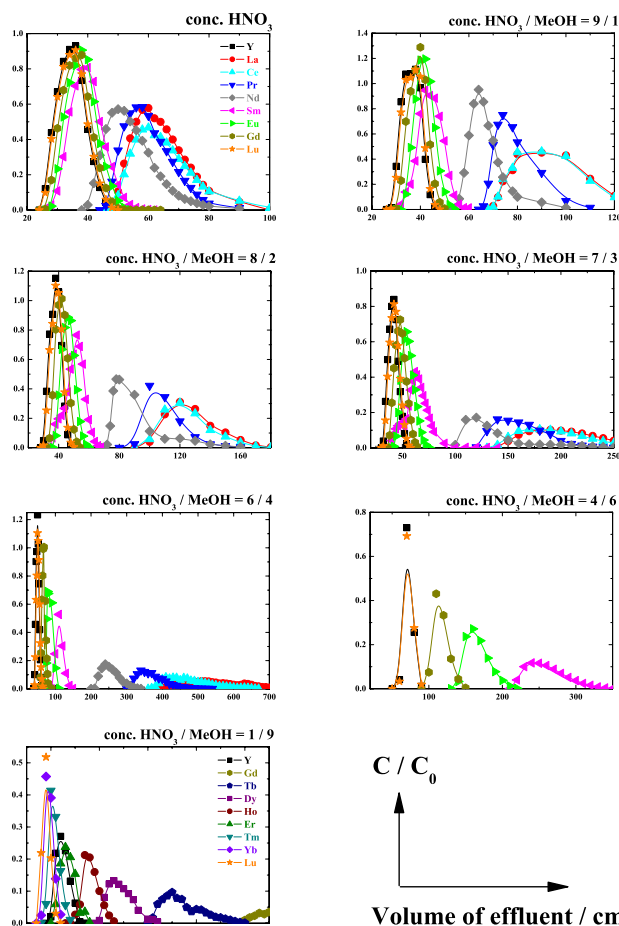 conc. HNO3
1.0
0.8
0.6
0.4
0.2
0.0
20 40 60 80 100
Y
La
Ce
Pr
Nd
Sm
Eu
Gd
Lu
conc. HNO3 / MeOH = 9 / 1
1.4
1.2
1.0
0.8
0.6
0.4
0.2
0.0
20 40 60 80 100 120
conc. HNO3 / MeOH = 8 / 2
1.2
1.0
0.8
0.6
0.4
0.2
0.0
40 80 120 160
conc. HNO3 / MeOH = 7 / 3
1.0
0.8
0.6
0.4
0.2
0.0
50 100 150 200 250
conc. HNO3 / MeOH = 6 / 4
1.2
1.0
0.8
0.6
0.4
0.2
0.0
100 200 300 400 500 600 700
conc. HNO3 / MeOH = 4 / 6
0.8
0.6
0.4
0.2
0.0
100 200 300
conc. HNO3 / MeOH = 1 / 9
0.5
0.4
0.3
0.2
0.1
0.0
Y
Gd
Tb
Dy
Ho
Er
Tm
Yb
Lu
C / C0
Volume of effluent / cm